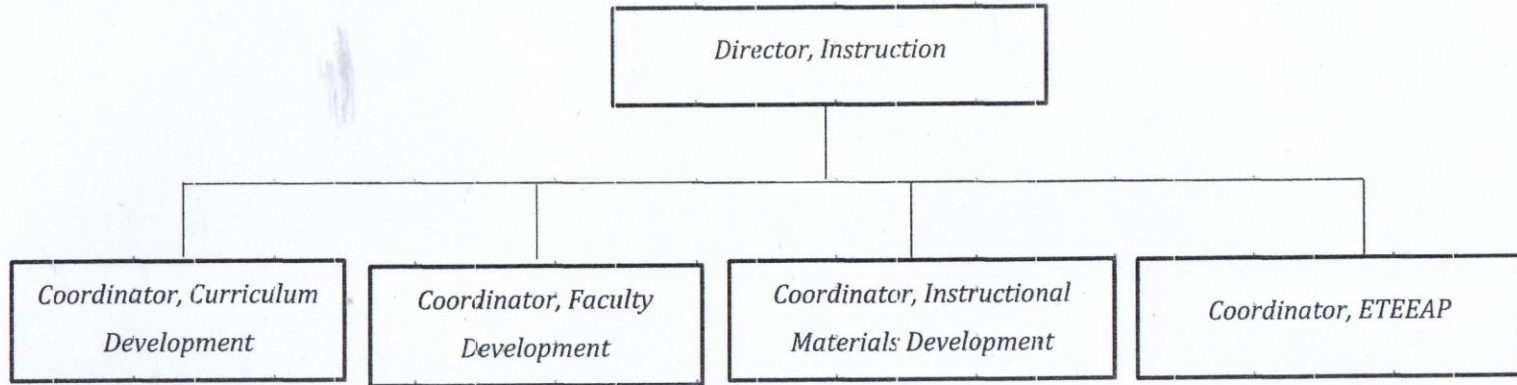 Director, Instruction
Coordinator, Curriculum
Development
Coordinator, Faculty
Development
Coordinator, Instructional
Materials Development
Coordinator, ETEEAP